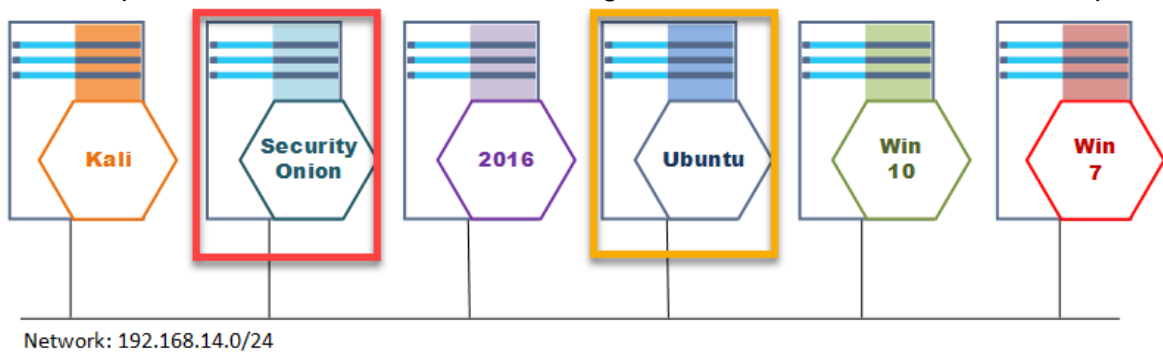 Kali
Security
Onion
2016
Ubuntu
Win
10
Win
7
Network: 192.168.14.0/24